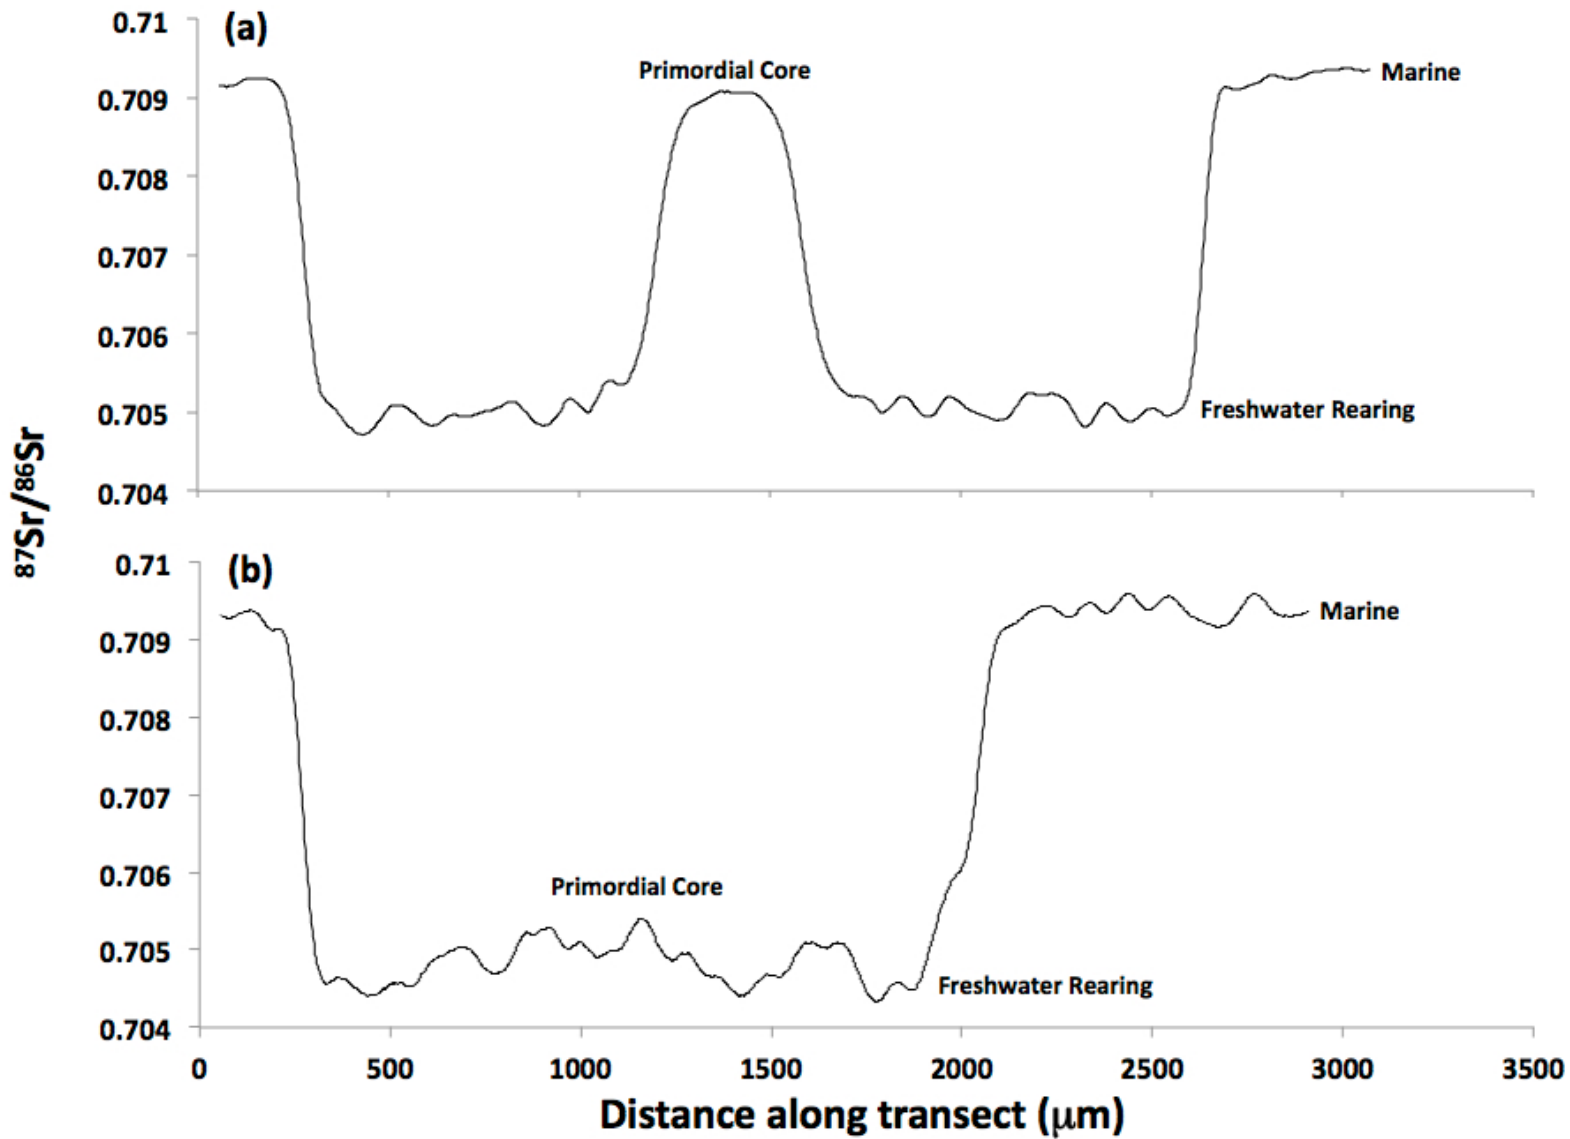 (a)
0.71
0.709
0.708
0.707
0.706
0.705
0.704
Primordial Core
Marine
Freshwater Rearing
⁸⁷Sr/⁸⁶Sr
(b)
0.71
0.709
0.708
0.707
0.706
0.705
0.704
Marine
Primordial Core
Freshwater Rearing
0 500 1000 1500 2000 2500 3000 3500
Distance along transect (μm)